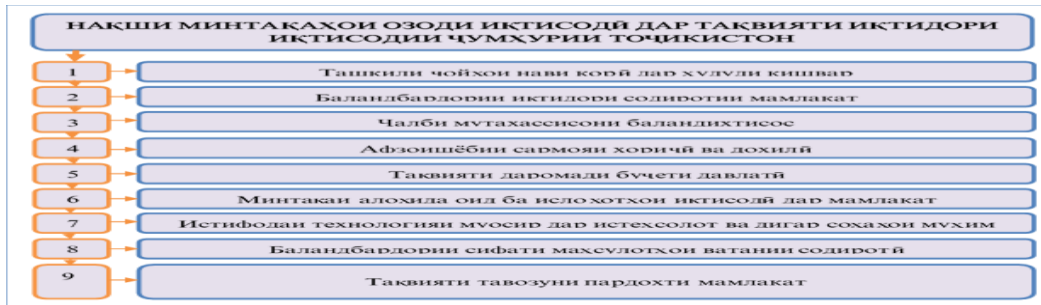 НАҚШИ МИНТАҚАҲОИ ОЗОДИ ИҚТИСОДӢ ДАР ТАҚВИЯТИ ИҚТИДОРИ
ИҚТИСОДИИ ҶУМҲУРИИ ТОҶИКИСТОН
1 Ташкили ҷойҳои нави корӣ дар ҳудуди кишвар
2 Баландбардории иқтидори содиротии мамлакат
3 Ҷалби мутахассисони баландихтисос
4 Афзоишёбии сармояи хориҷӣ ва дохилӣ
5 Тақвияти даромади буҷети давлатӣ
6 Минтақаи алоҳида оид ба ислоҳотҳои иқтисодӣ дар мамлакат
7 Истифодаи технологияи муосир дар истеҳсолот ва дигар соҳаҳои муҳим
8 Баландбардории сифати маҳсулотҳои ватании содиротӣ
9 Тақвияти тавозуни пардохти мамлакат